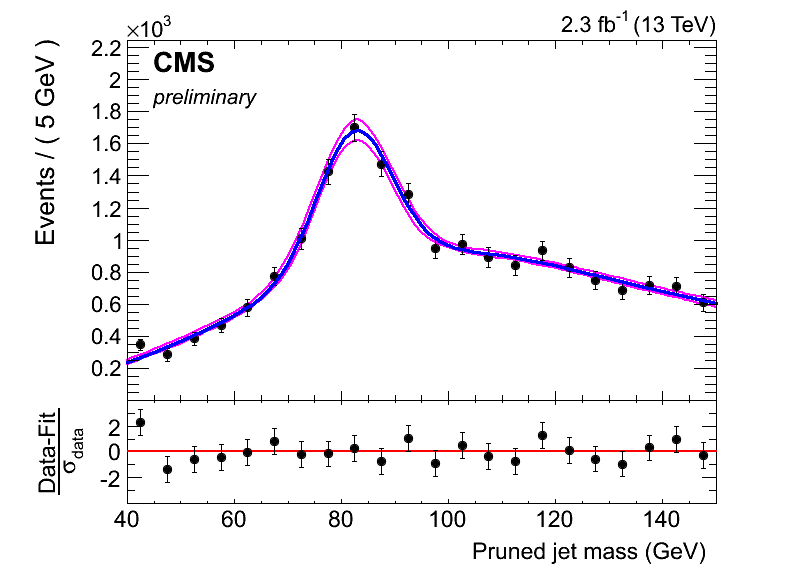 ×10³
2.3 fb⁻¹ (13 TeV)
CMS
preliminary
Events / ( 5 GeV )
2.2
2
1.8
1.6
1.4
1.2
1
0.8
0.6
0.4
0.2
Data-Fit
σdata
2
0
-2
40 60 80 100 120 140
Pruned jet mass (GeV)